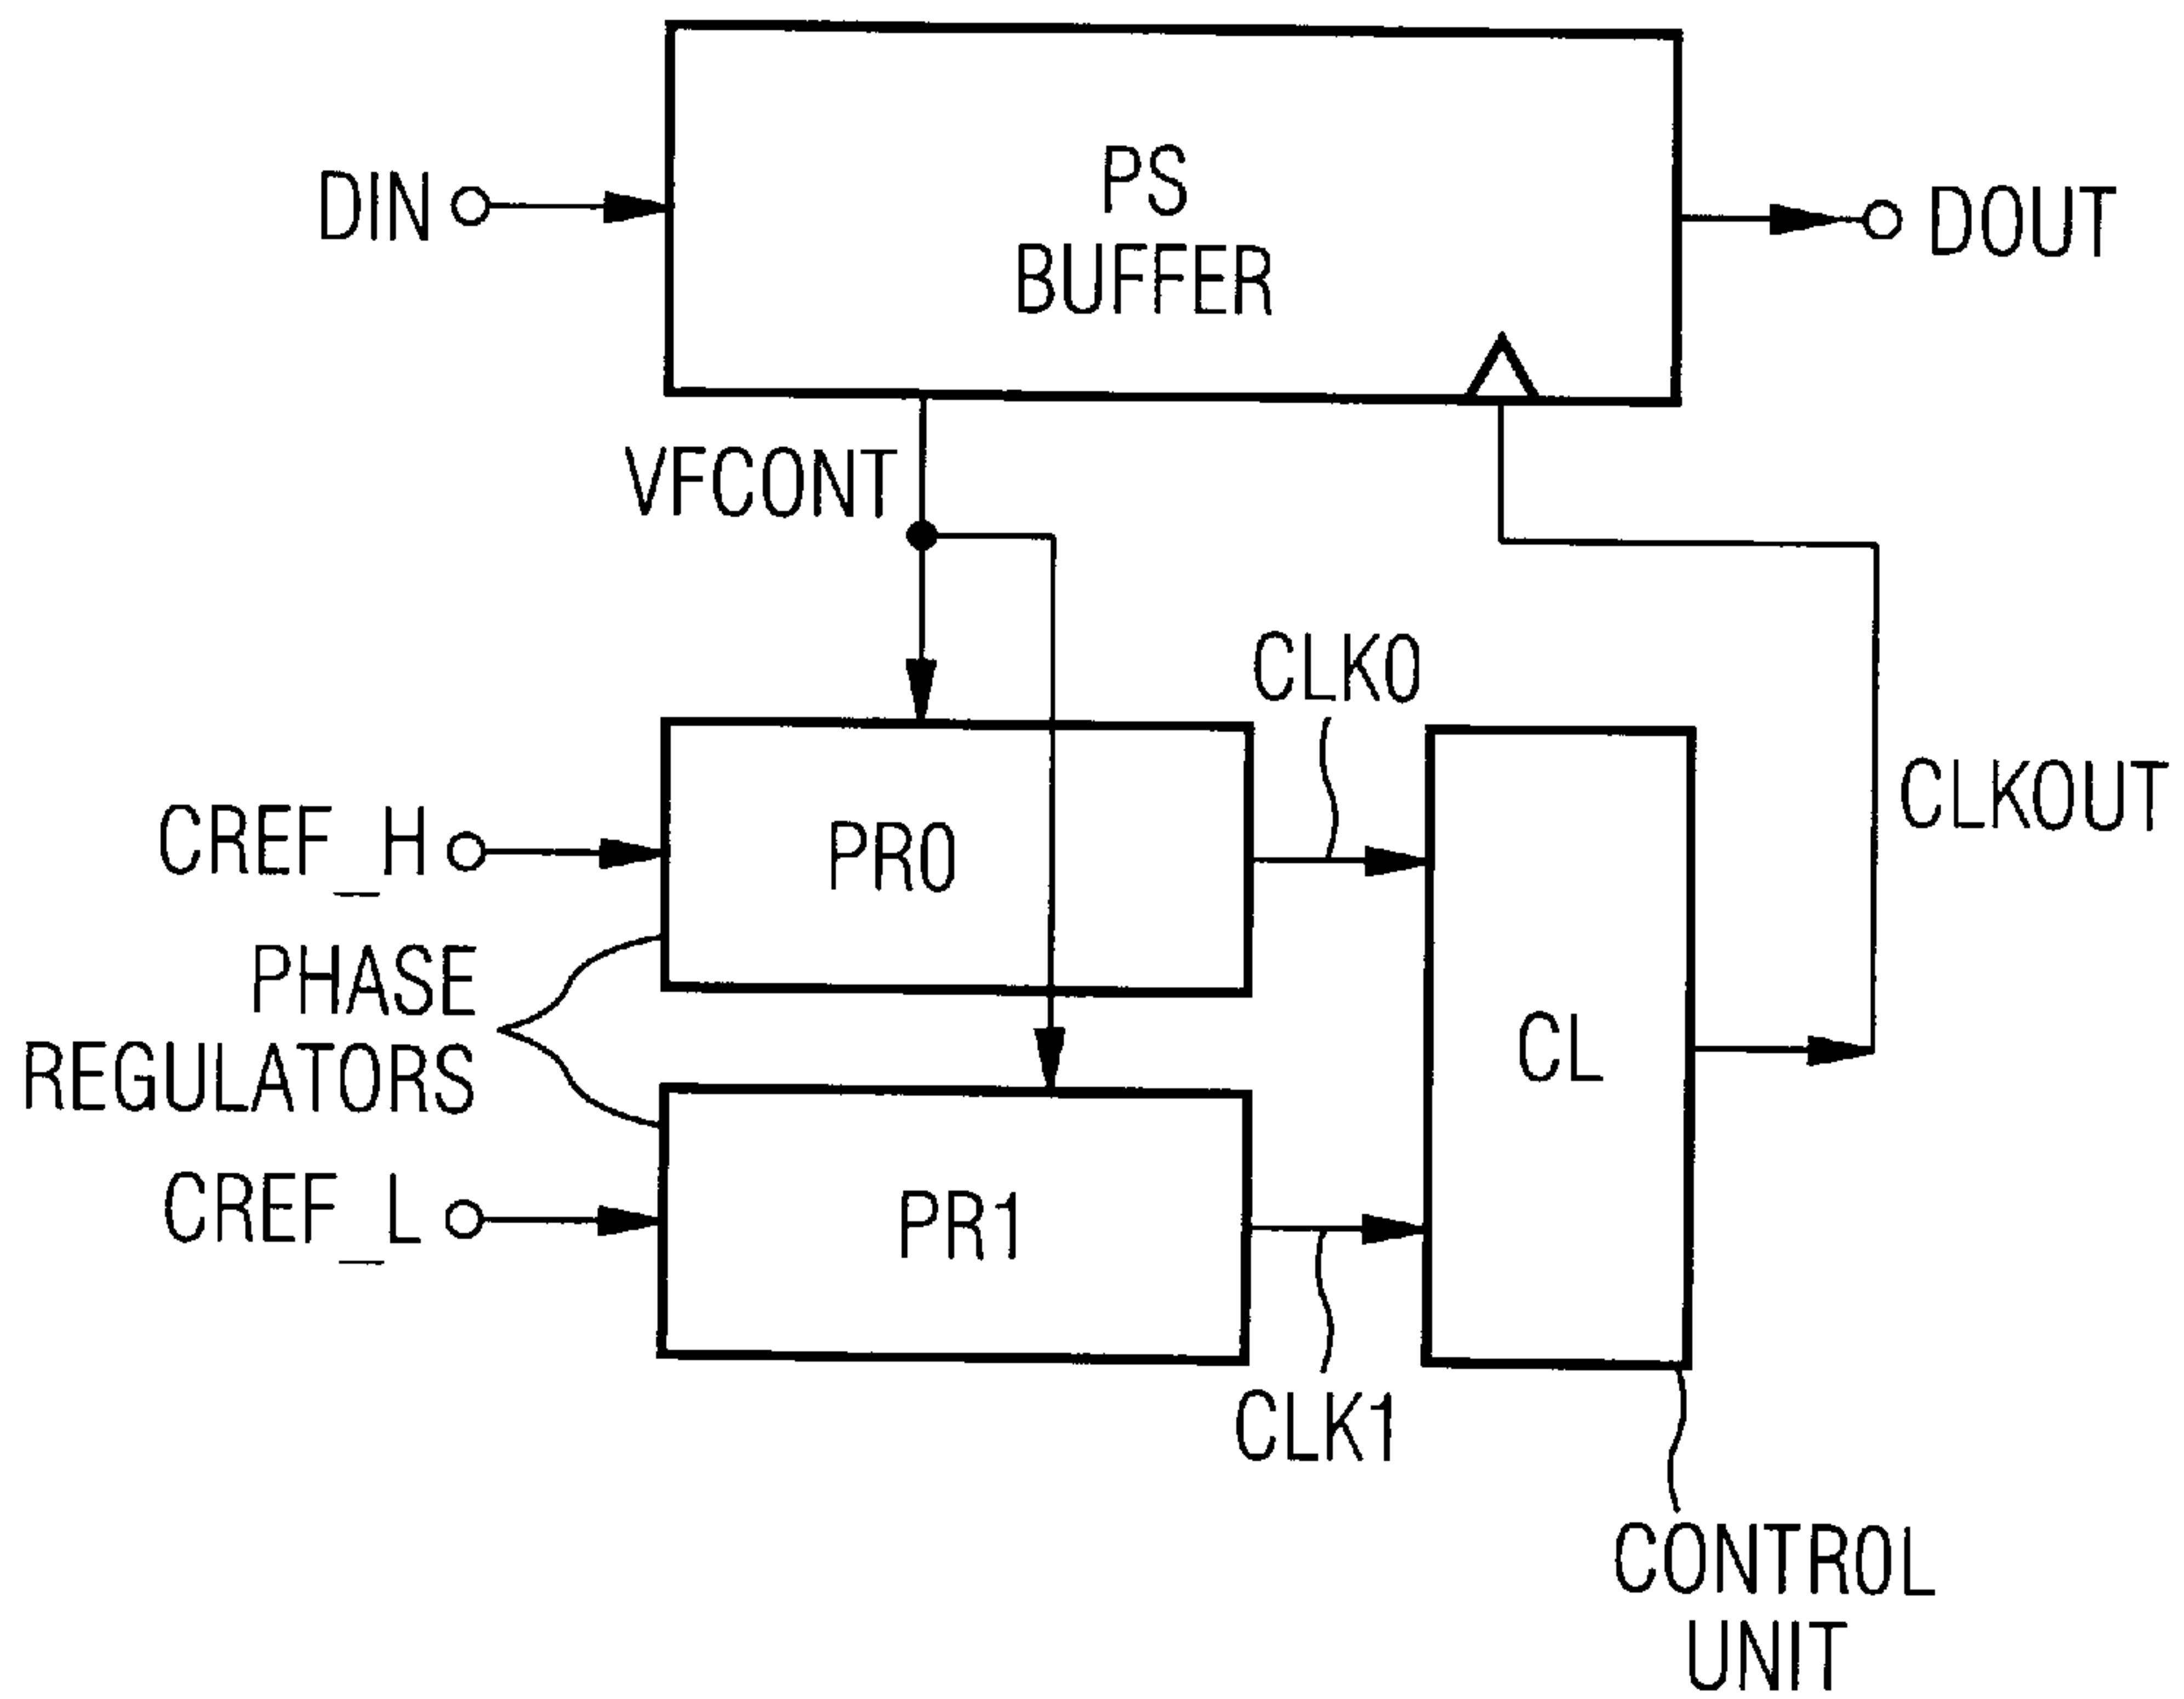 PS
BUFFER
DIN
DOUT
VFCONT
CLK0
CLKOUT
CREF_H
PR0
PHASE
REGULATORS
CL
CREF_L
PR1
CLK1
CONTROL
UNIT